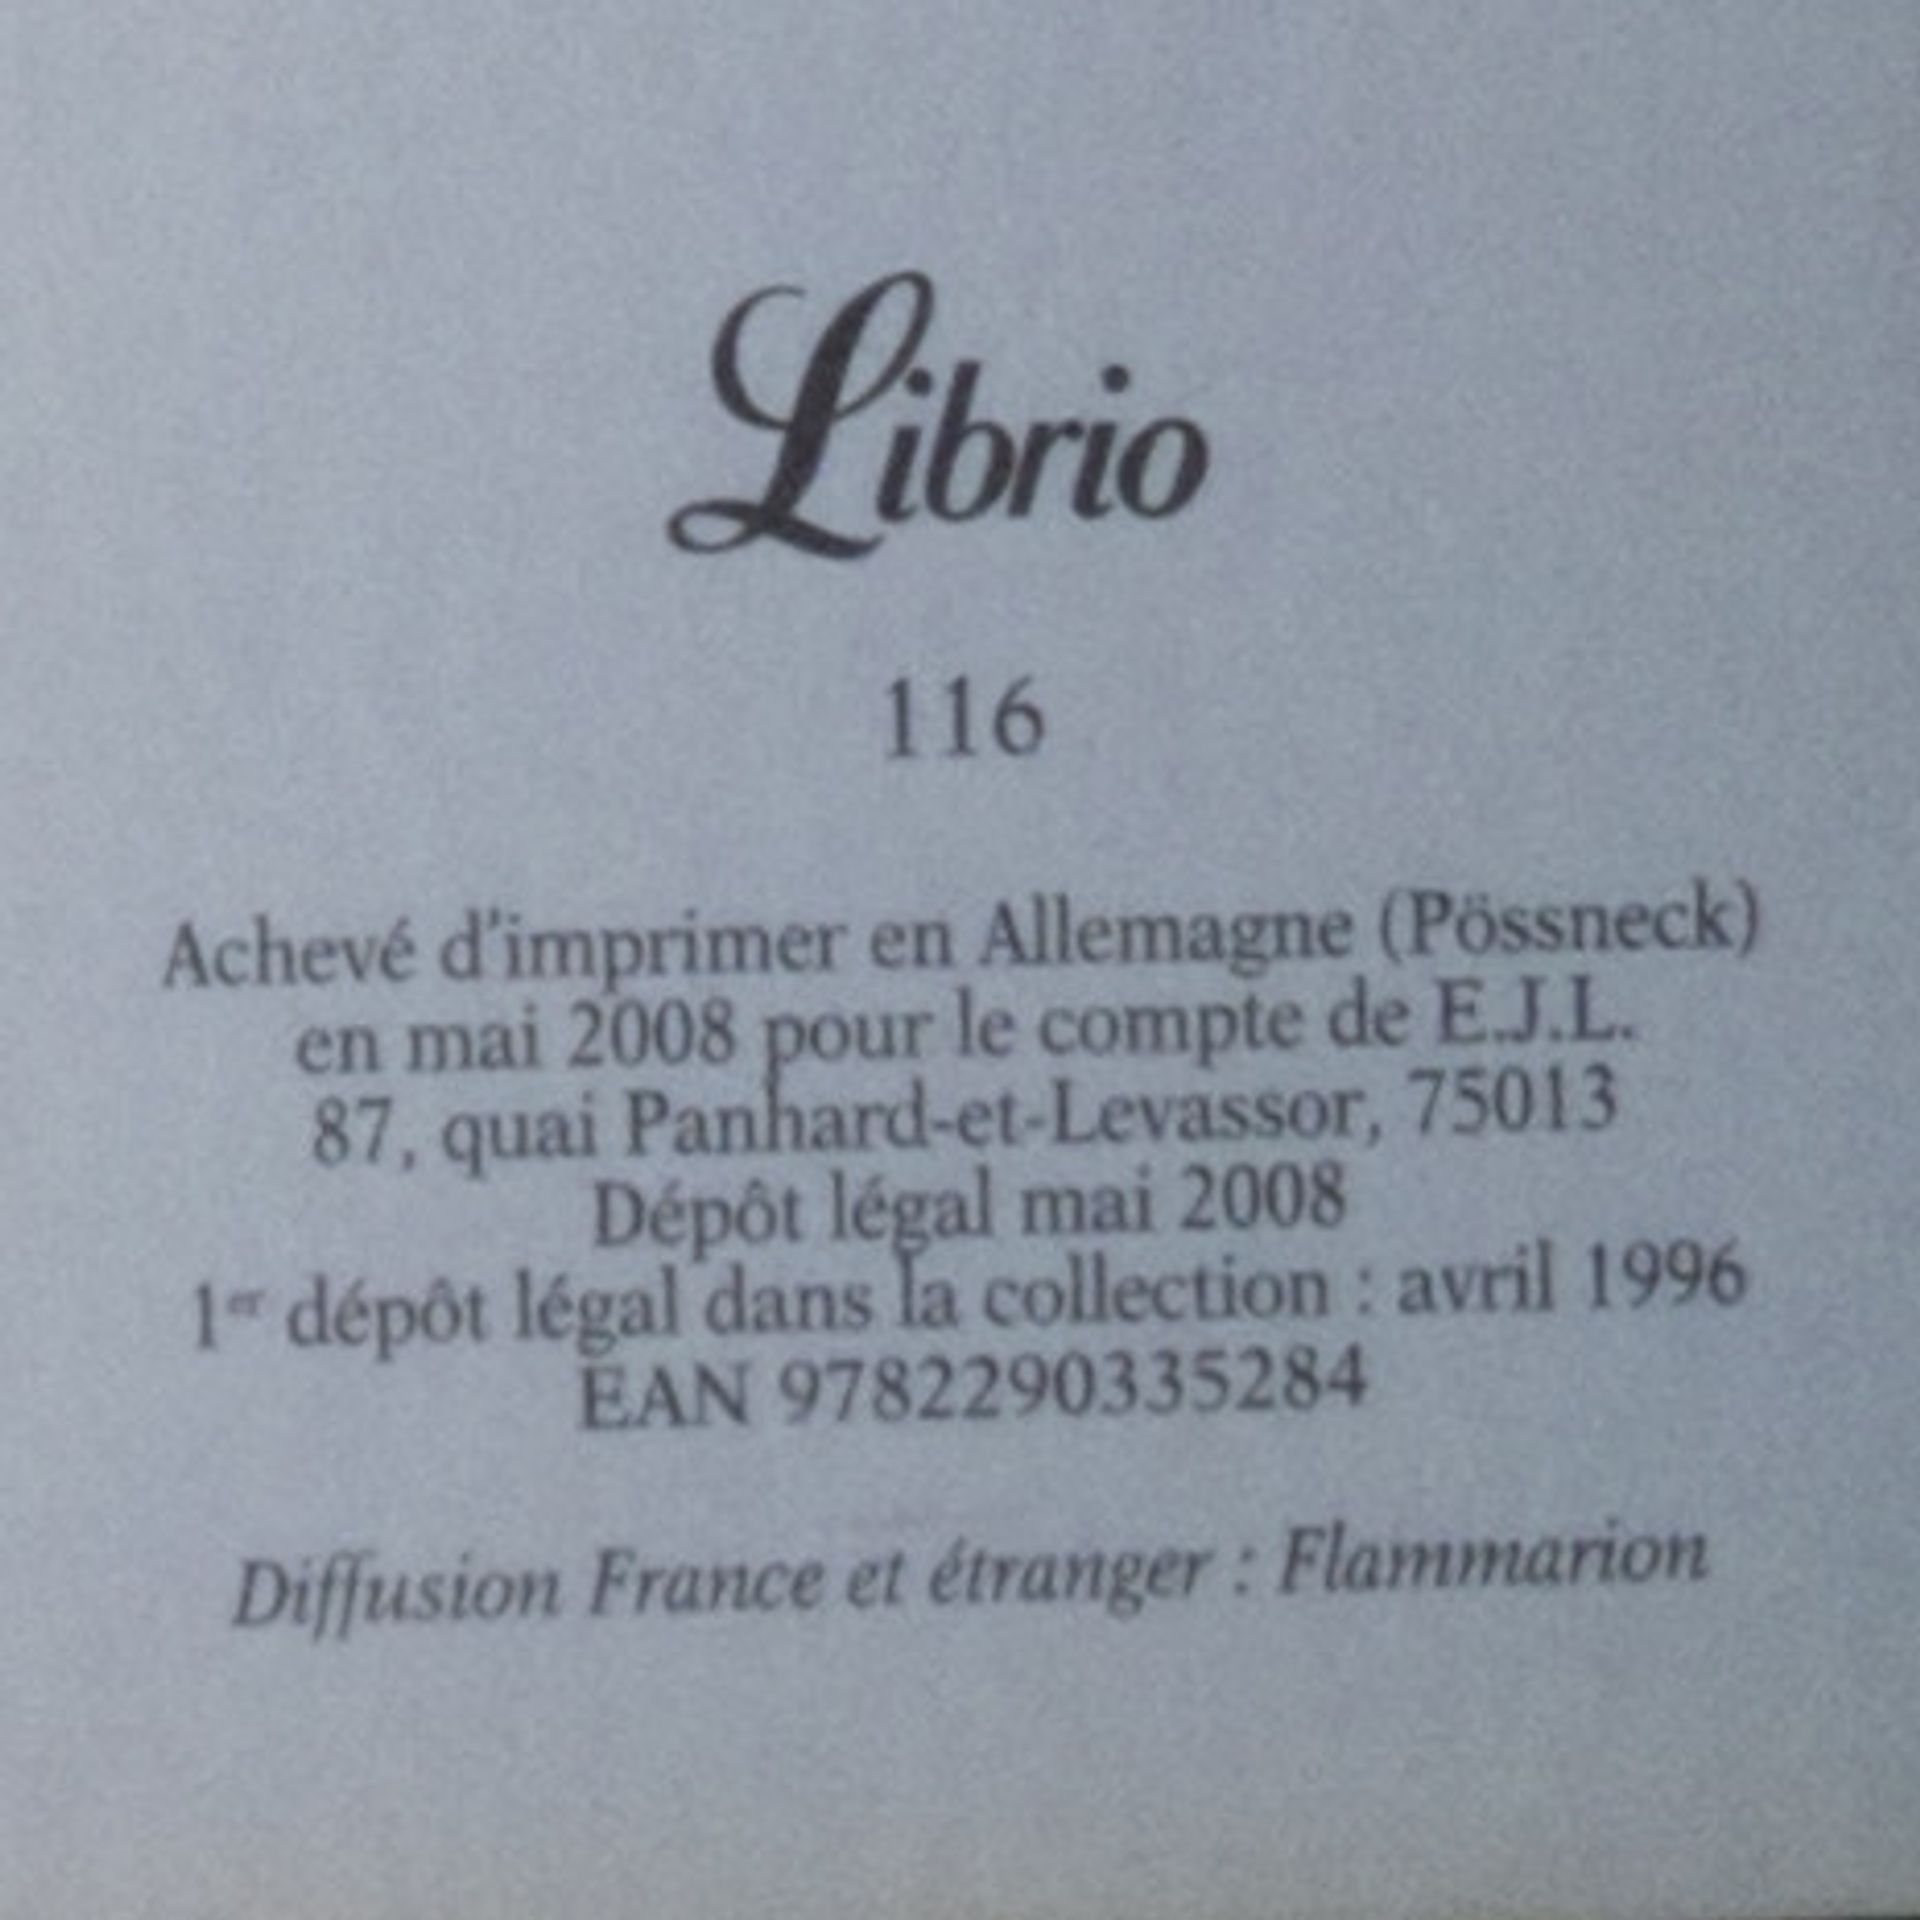 Librio
116
Achevé d'imprimer en Allemagne (Pössneck)
en mai 2008 pour le compte de E.J.L.
87, quai Panhard-et-Levassor, 75013
Dépôt légal mai 2008
1er dépôt légal dans la collection : avril 1996
EAN 9782290335284
Diffusion France et étranger : Flammarion